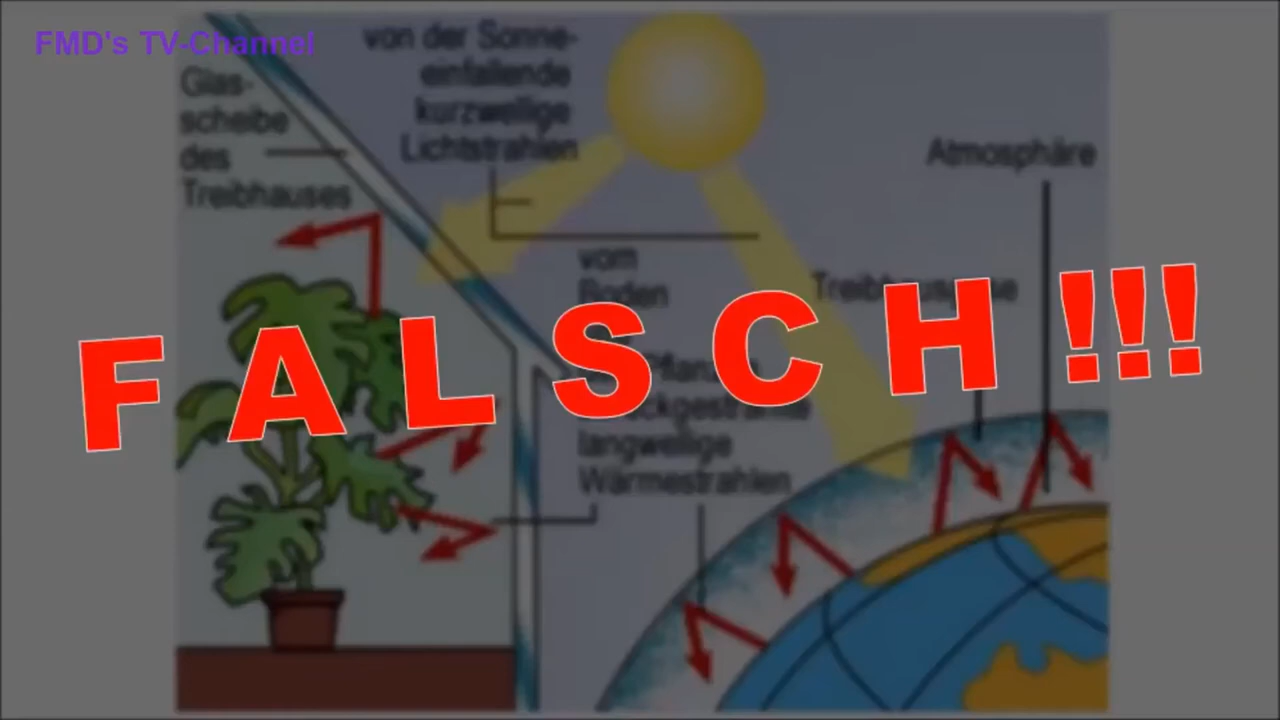 FMD's TV-Channel
von der Sonne-
einfallende
kurzwellige
Lichtstrahlen
Glas-
scheibe
des
Treibhauses
Atmosphäre
vom
Boden
langwellige
Wärmestrahlen
F A L S C H !!!